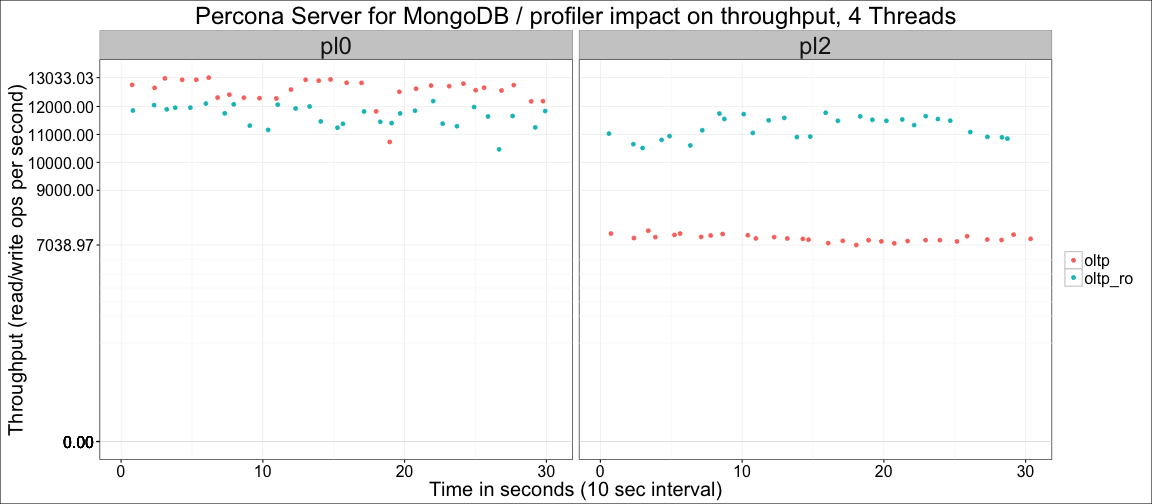 Percona Server for MongoDB / profiler impact on throughput, 4 Threads
pl0
pl2
Throughput (read/write ops per second)
13033.03
12000.00
11000.00
10000.00
9000.00
7038.97
0.00
oltp
oltp_ro
0 10 20 30
0 10 20 30
Time in seconds (10 sec interval)